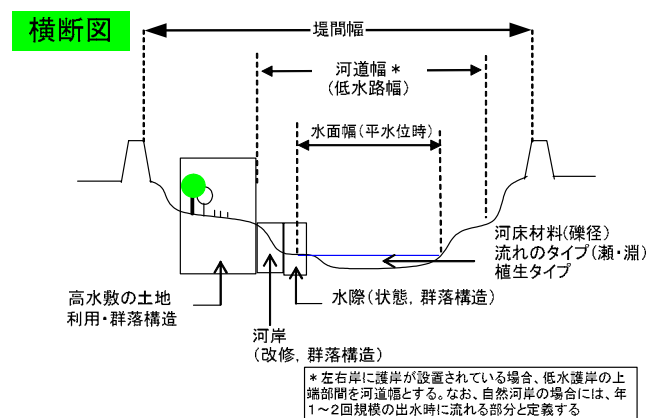 横断図
堤間幅
河道幅*
(低水路幅)
水面幅(平水位時)
河床材料(礫径)
流れのタイプ(瀬・淵)
植生タイプ
高水敷の土地
利用・群落構造
水際(状態, 群落構造)
河岸
(改修, 群落構造)
*左右岸に護岸が設置されている場合、低水護岸の上
端部間を河道幅とする。なお、自然河岸の場合には、年
1~2回規模の出水時に流れる部分と定義する